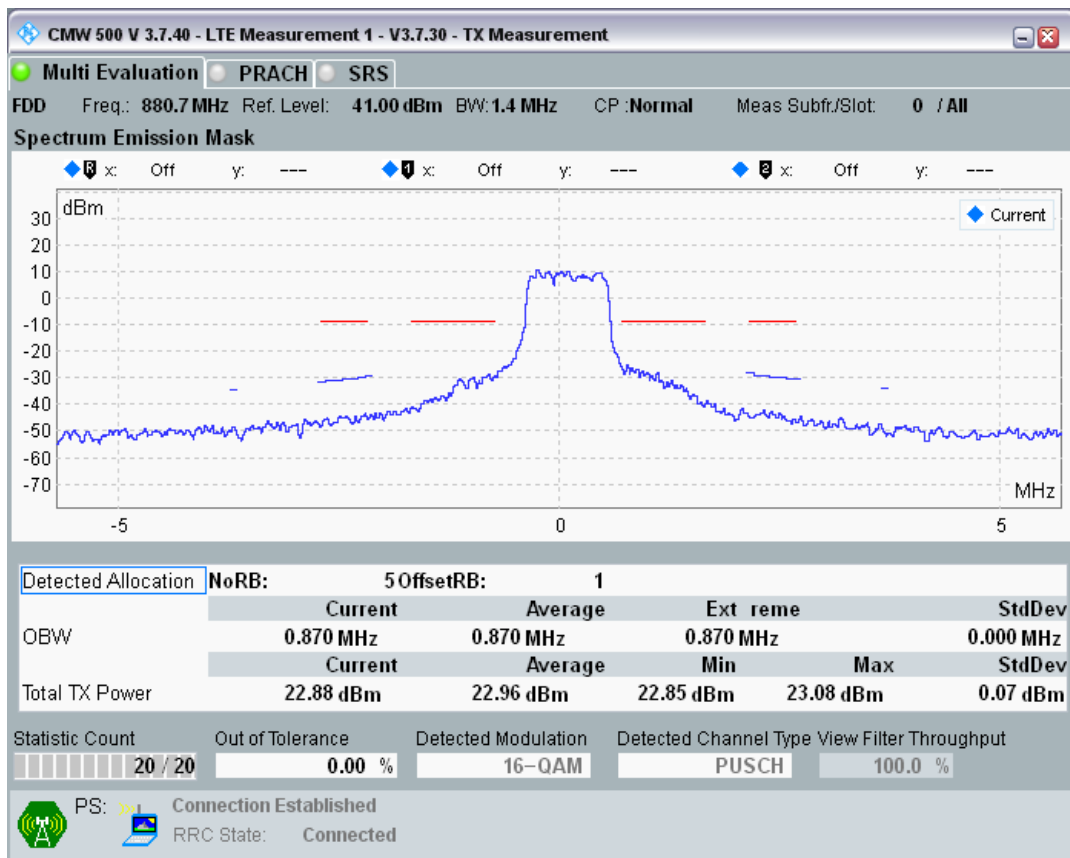 CMW 500 V 3.7.40 - LTE Measurement 1 - V3.7.30 - TX Measurement
Multi Evaluation PRACH SRS
FDD Freq.: 880.7 MHz Ref. Level: 41.00 dBm BW: 1.4 MHz CP :Normal Meas Subfr./Slot: 0 / All
Spectrum Emission Mask
R x: Off y: --- 1 x: Off y: --- 2 x: Off y: ---
dBm
Current
30
20
10
0
-10
-20
-30
-40
-50
-60
-70
MHz
-5 0 5
Detected Allocation NoRB: 5 OffsetRB: 1
Current Average Ext reme StdDev
OBW 0.870 MHz 0.870 MHz 0.870 MHz 0.000 MHz
Current Average Min Max StdDev
Total TX Power 22.88 dBm 22.96 dBm 22.85 dBm 23.08 dBm 0.07 dBm
Statistic Count Out of Tolerance Detected Modulation Detected Channel Type View Filter Throughput
20 / 20 0.00 % 16-QAM PUSCH 100.0 %
PS: Connection Established
RRC State: Connected